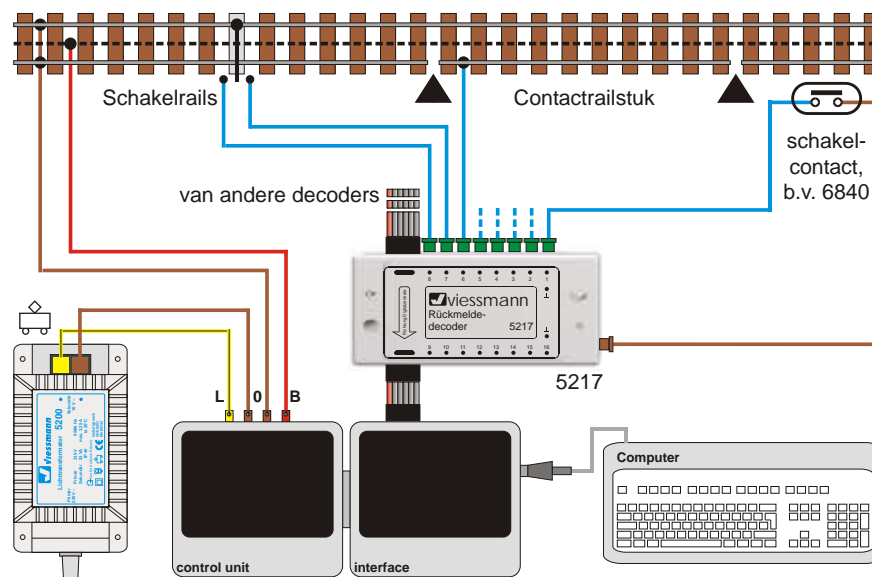 Schakelrails
Contactrailstuk
schakel-
contact,
b.v. 6840
van andere decoders
8 7 6 5 4 3 2 1
viessmann
Rückmelde-
decoder 5217
9 10 11 12 13 14 15 16
5217
L 0 B
viessmann
Lichttransformator 5200
control unit
interface
Computer